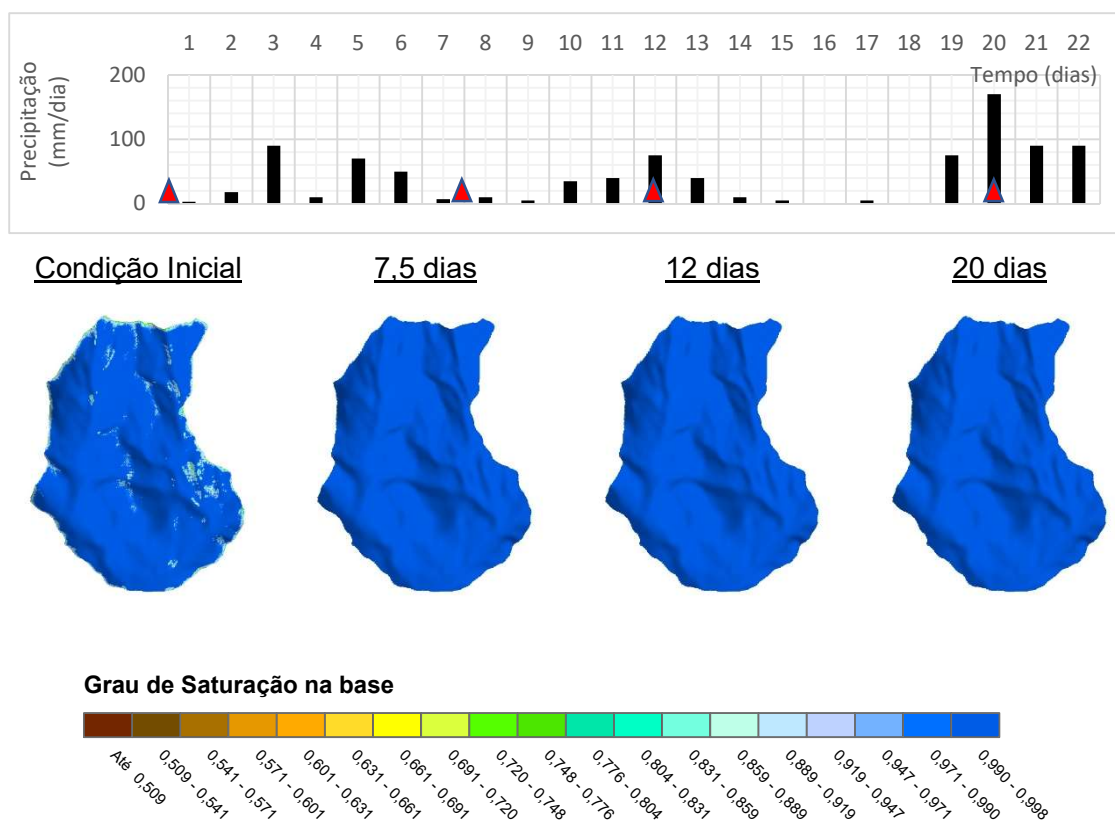 1 2 3 4 5 6 7 8 9 10 11 12 13 14 15 16 17 18 19 20 21 22
Tempo (dias)
Precipitação
(mm/dia)
200
100
0
Condição Inicial 7,5 dias 12 dias 20 dias
Grau de Saturação na base
Até 0,509
0,509 - 0,541
0,541 - 0,571
0,571 - 0,601
0,601 - 0,631
0,631 - 0,661
0,661 - 0,691
0,691 - 0,720
0,720 - 0,748
0,748 - 0,776
0,776 - 0,804
0,804 - 0,831
0,831 - 0,859
0,859 - 0,889
0,889 - 0,919
0,919 - 0,947
0,947 - 0,971
0,971 - 0,990
0,990 - 0,998